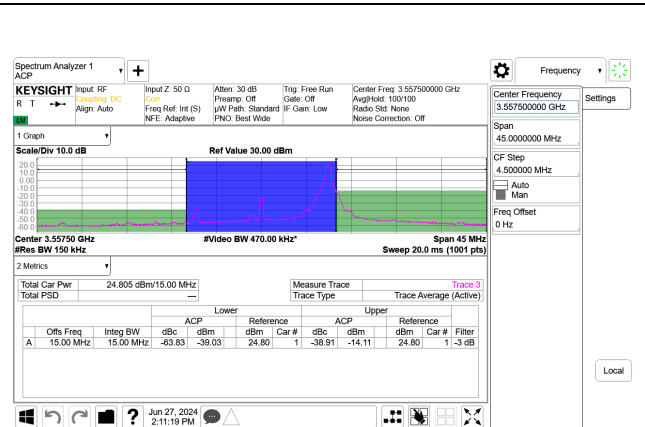 Spectrum Analyzer 1
ACP
Frequency
KEYSIGHT
R T
LM
Input: RF
Coupling: DC
Align: Auto
Input Z: 50 Ω
Corr
Freq Ref: Int (S)
NFE: Adaptive
Atten: 30 dB
Preamp: Off
µW Path: Standard
PNO: Best Wide
Trig: Free Run
Gate: Off
IF Gain: Low
Center Freq: 3.557500000 GHz
Avg|Hold: 100/100
Radio Std: None
Noise Correction: Off
Center Frequency
3.557500000 GHz
Settings
Span
45.0000000 MHz
CF Step
4.500000 MHz
Auto
Man
Freq Offset
0 Hz
Local
1 Graph
Scale/Div 10.0 dB
Ref Value 30.00 dBm
20.0
10.0
0.00
-10.0
-20.0
-30.0
-40.0
-50.0
-60.0
Center 3.55750 GHz
#Video BW 470.00 kHz*
Span 45 MHz
#Res BW 150 kHz
Sweep 20.0 ms (1001 pts)
2 Metrics
Total Car Pwr 24.805 dBm/15.00 MHz
Total PSD ---
Measure Trace Trace 3
Trace Type Trace Average (Active)
Lower Upper
ACP Reference ACP Reference
Offs Freq Integ BW dBc dBm dBm Car # dBc dBm dBm Car # Filter
A 15.00 MHz 15.00 MHz -63.83 -39.03 24.80 1 -38.91 -14.11 24.80 1 -3 dB
?
Jun 27, 2024
2:11:19 PM